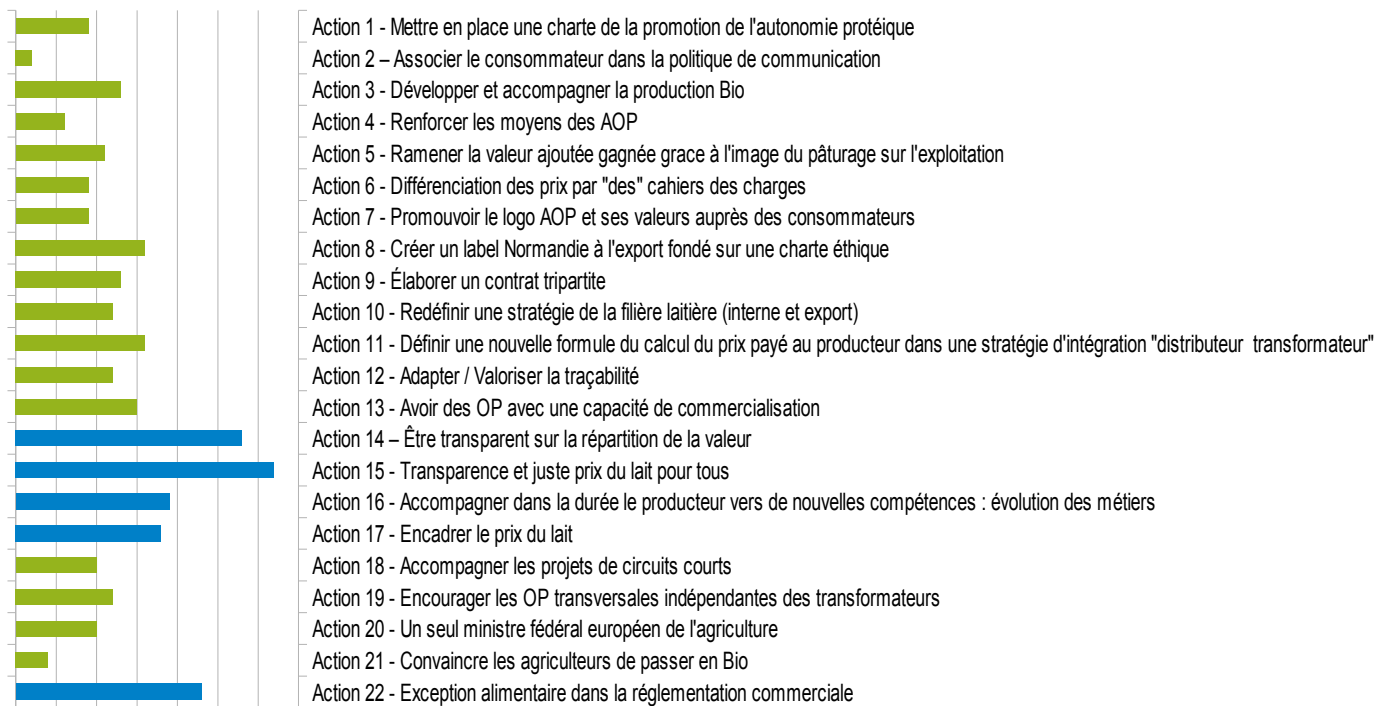 Action 1 - Mettre en place une charte de la promotion de l'autonomie protéique
Action 2 – Associer le consommateur dans la politique de communication
Action 3 - Développer et accompagner la production Bio
Action 4 - Renforcer les moyens des AOP
Action 5 - Ramener la valeur ajoutée gagnée grace à l'image du pâturage sur l'exploitation
Action 6 - Différenciation des prix par "des" cahiers des charges
Action 7 - Promouvoir le logo AOP et ses valeurs auprès des consommateurs
Action 8 - Créer un label Normandie à l'export fondé sur une charte éthique
Action 9 - Élaborer un contrat tripartite
Action 10 - Redéfinir une stratégie de la filière laitière (interne et export)
Action 11 - Définir une nouvelle formule du calcul du prix payé au producteur dans une stratégie d'intégration "distributeur transformateur"
Action 12 - Adapter / Valoriser la traçabilité
Action 13 - Avoir des OP avec une capacité de commercialisation
Action 14 – Être transparent sur la répartition de la valeur
Action 15 - Transparence et juste prix du lait pour tous
Action 16 - Accompagner dans la durée le producteur vers de nouvelles compétences : évolution des métiers
Action 17 - Encadrer le prix du lait
Action 18 - Accompagner les projets de circuits courts
Action 19 - Encourager les OP transversales indépendantes des transformateurs
Action 20 - Un seul ministre fédéral européen de l'agriculture
Action 21 - Convaincre les agriculteurs de passer en Bio
Action 22 - Exception alimentaire dans la réglementation commerciale